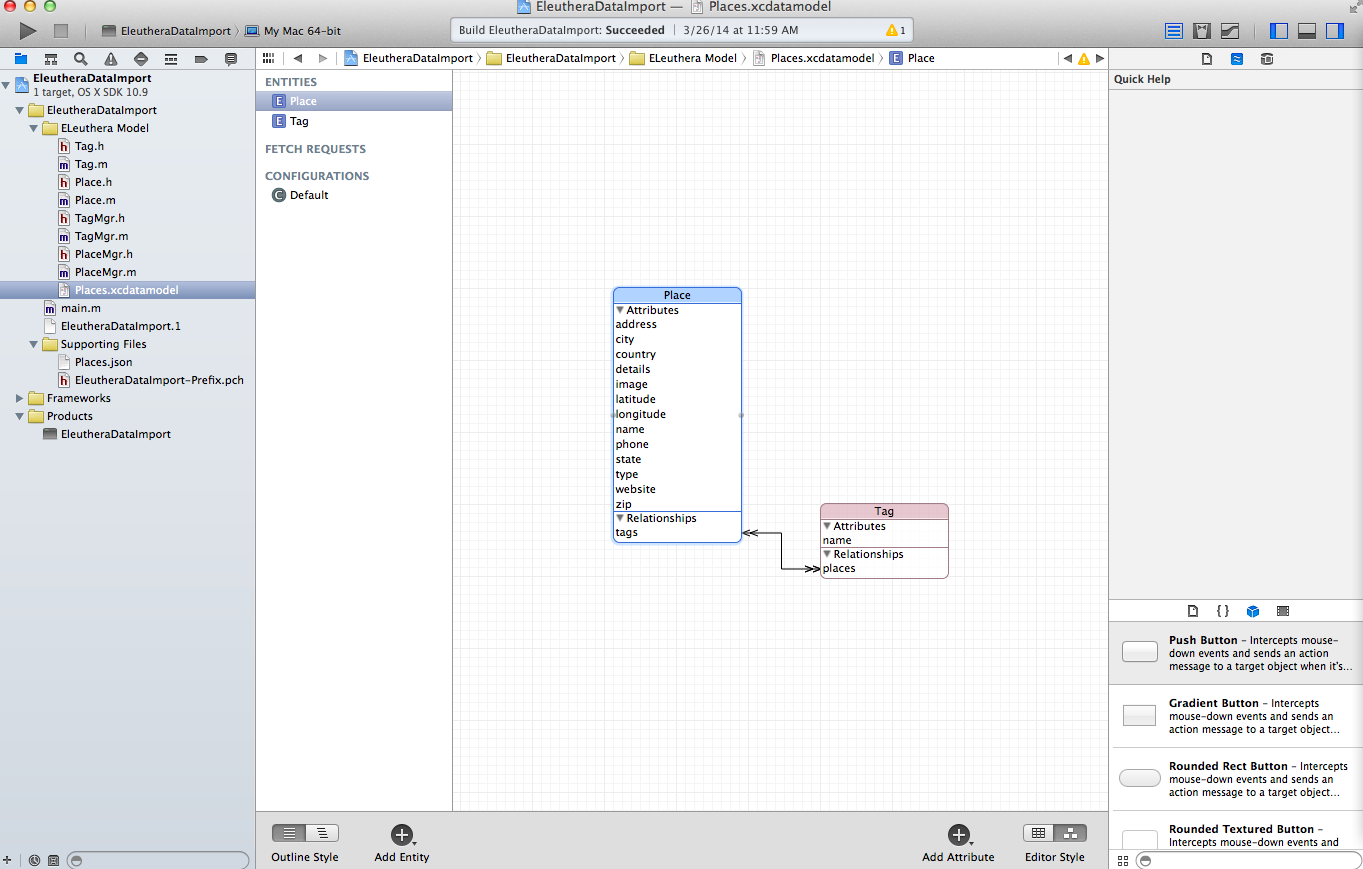 EleutheraDataImport — Places.xcdatamodel
EleutheraDataImport My Mac 64-bit
Build EleutheraDataImport: Succeeded 3/26/14 at 11:59 AM 1
EleutheraDataImport
1 target, OS X SDK 10.9
EleutheraDataImport
ELeuthera Model
Tag.h
Tag.m
Place.h
Place.m
TagMgr.h
TagMgr.m
PlaceMgr.h
PlaceMgr.m
Places.xcdatamodel
main.m
EleutheraDataImport.1
Supporting Files
Places.json
EleutheraDataImport-Prefix.pch
Frameworks
Products
EleutheraDataImport
EleutheraDataImport EleutheraDataImport ELeuthera Model Places.xcdatamodel E Place
ENTITIES
E Place
E Tag
FETCH REQUESTS
CONFIGURATIONS
C Default
Place
Attributes
address
city
country
details
image
latitude
longitude
name
phone
state
type
website
zip
Relationships
tags
Tag
Attributes
name
Relationships
places
Outline Style
Add Entity
Add Attribute
Editor Style
Quick Help
{ }
Push Button - Intercepts mouse-
down events and sends an action
message to a target object when it's...
Gradient Button - Intercepts
mouse-down events and sends an
action message to a target object...
Rounded Rect Button - Intercepts
mouse-down events and sends an
action message to a target object...
Rounded Textured Button -
Intercepts mouse-down events and